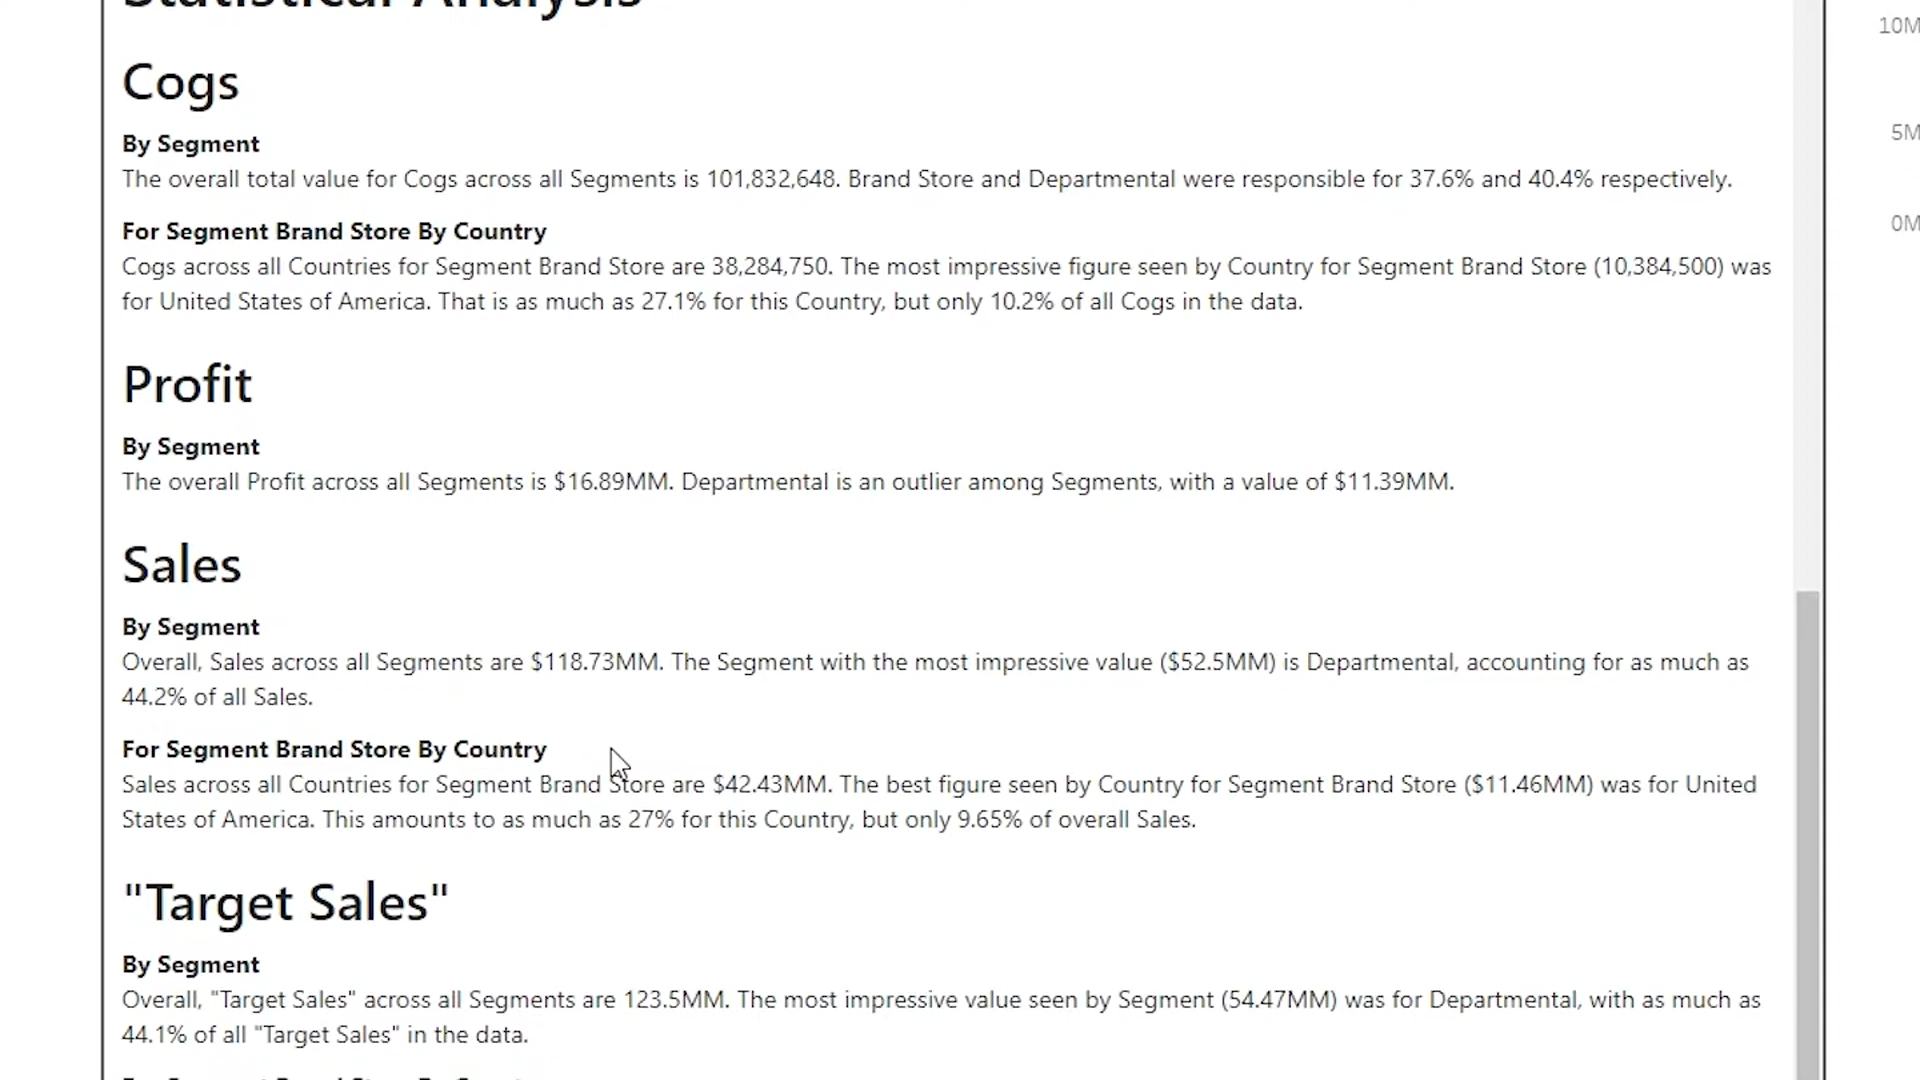 Statistical Analysis
Cogs
By Segment
The overall total value for Cogs across all Segments is 101,832,648. Brand Store and Departmental were responsible for 37.6% and 40.4% respectively.
For Segment Brand Store By Country
Cogs across all Countries for Segment Brand Store are 38,284,750. The most impressive figure seen by Country for Segment Brand Store (10,384,500) was
for United States of America. That is as much as 27.1% for this Country, but only 10.2% of all Cogs in the data.
Profit
By Segment
The overall Profit across all Segments is $16.89MM. Departmental is an outlier among Segments, with a value of $11.39MM.
Sales
By Segment
Overall, Sales across all Segments are $118.73MM. The Segment with the most impressive value ($52.5MM) is Departmental, accounting for as much as
44.2% of all Sales.
For Segment Brand Store By Country
Sales across all Countries for Segment Brand Store are $42.43MM. The best figure seen by Country for Segment Brand Store ($11.46MM) was for United
States of America. This amounts to as much as 27% for this Country, but only 9.65% of overall Sales.
"Target Sales"
By Segment
Overall, "Target Sales" across all Segments are 123.5MM. The most impressive value seen by Segment (54.47MM) was for Departmental, with as much as
44.1% of all "Target Sales" in the data.
10M
5M
0M